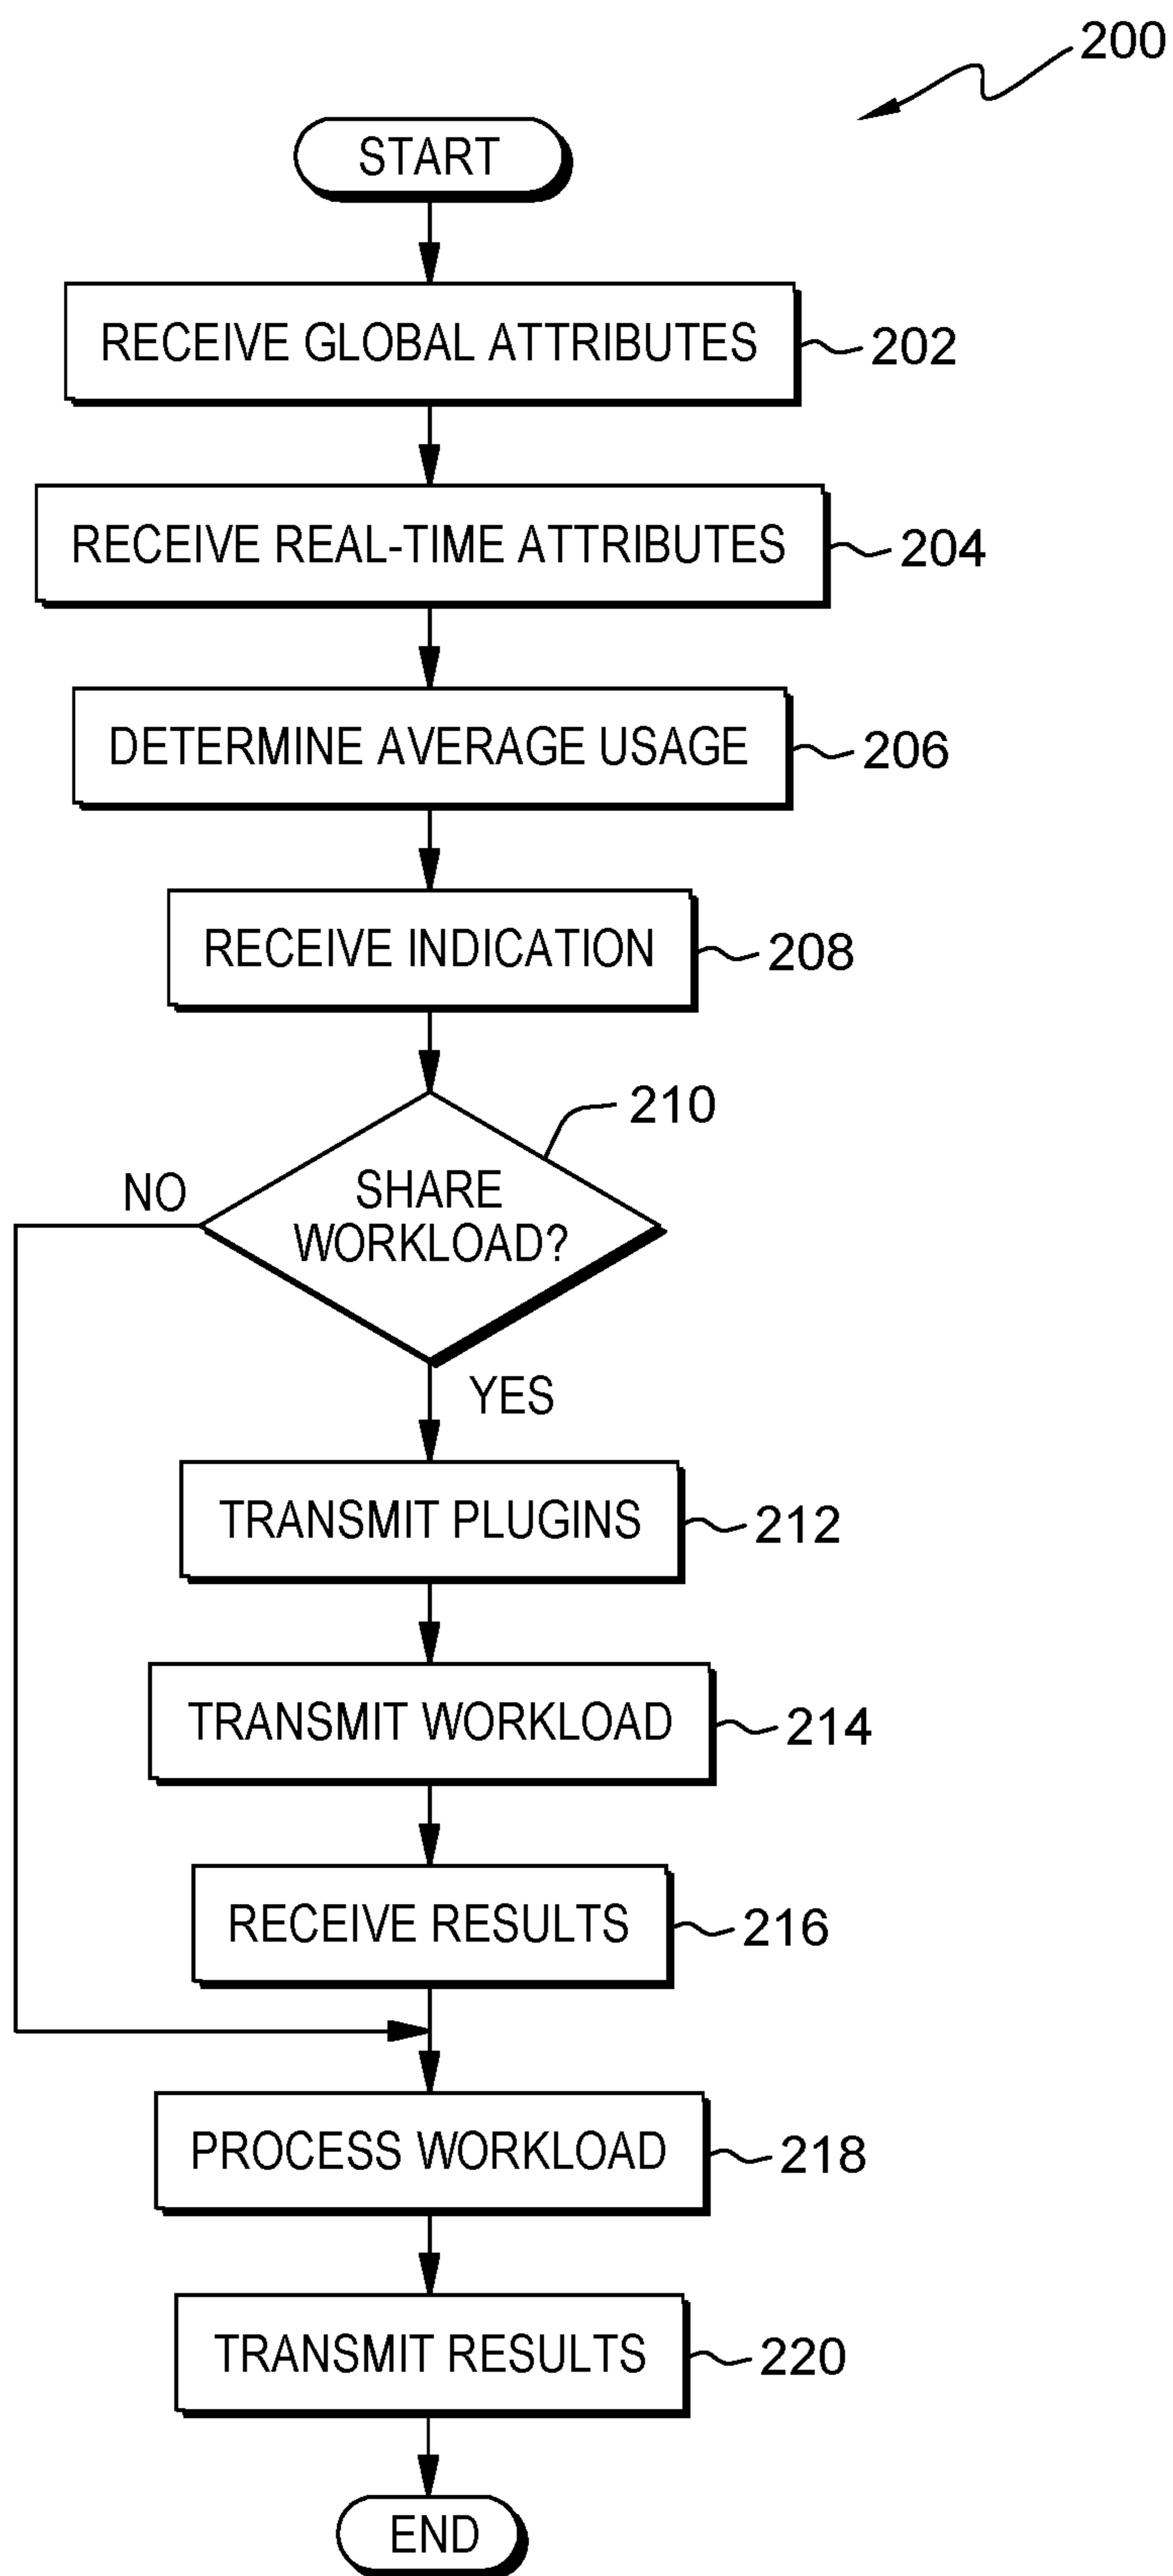 200
START
RECEIVE GLOBAL ATTRIBUTES
202
RECEIVE REAL-TIME ATTRIBUTES
204
DETERMINE AVERAGE USAGE
206
RECEIVE INDICATION
208
210
NO
SHARE
WORKLOAD?
YES
TRANSMIT PLUGINS
212
TRANSMIT WORKLOAD
214
RECEIVE RESULTS
216
PROCESS WORKLOAD
218
TRANSMIT RESULTS
220
END